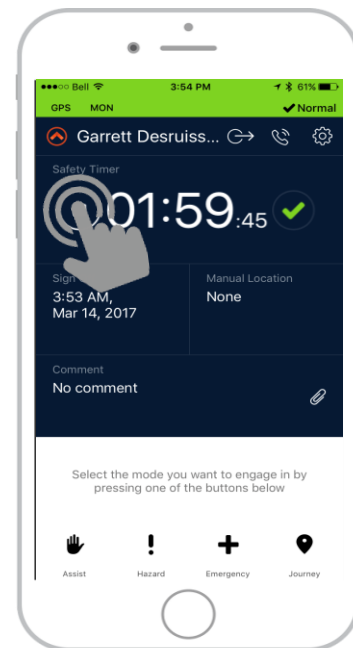 Bell 3:54 PM 61%
GPS MON Normal
Garrett Desruiss...
Safety Timer
01:59:45
Sign
3:53 AM, Manual Location
Mar 14, 2017 None
Comment
No comment
Select the mode you want to engage in by
pressing one of the buttons below
Assist Hazard Emergency Journey